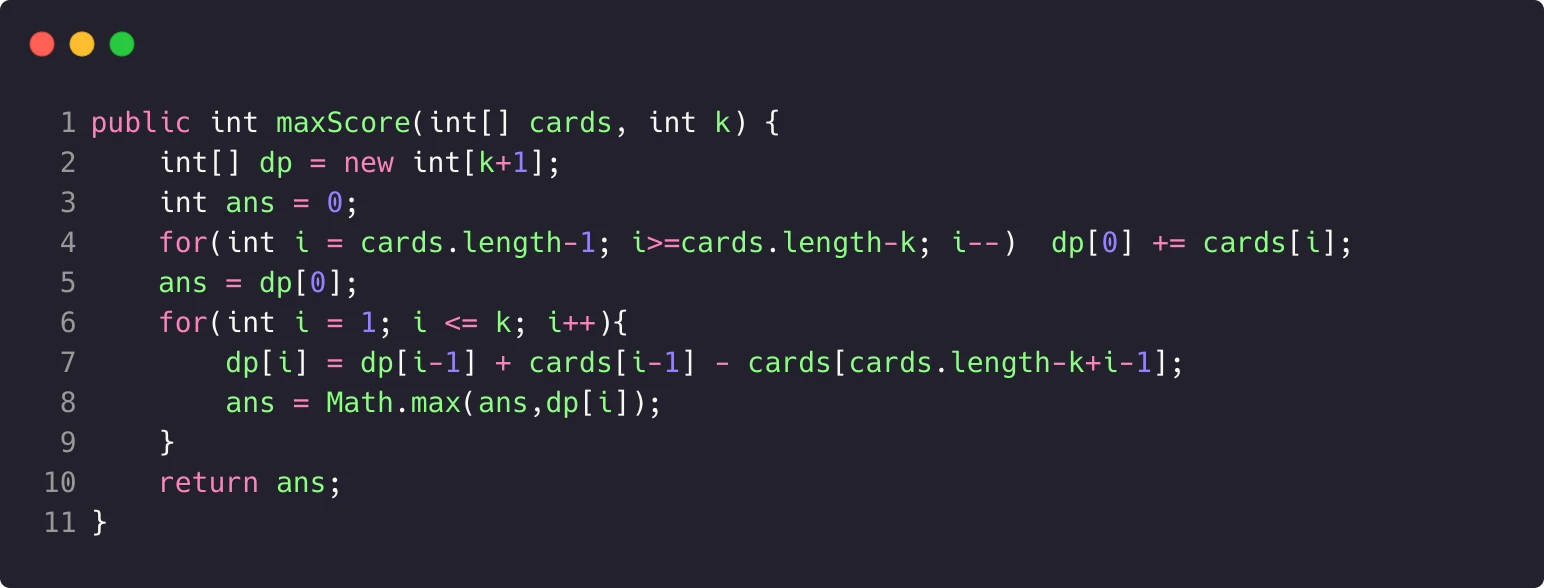 1 public int maxScore(int[] cards, int k) {
2     int[] dp = new int[k+1];
3     int ans = 0;
4     for(int i = cards.length-1; i>=cards.length-k; i--)  dp[0] += cards[i];
5     ans = dp[0];
6     for(int i = 1; i <= k; i++){
7         dp[i] = dp[i-1] + cards[i-1] - cards[cards.length-k+i-1];
8         ans = Math.max(ans,dp[i]);
9     }
10     return ans;
11 }